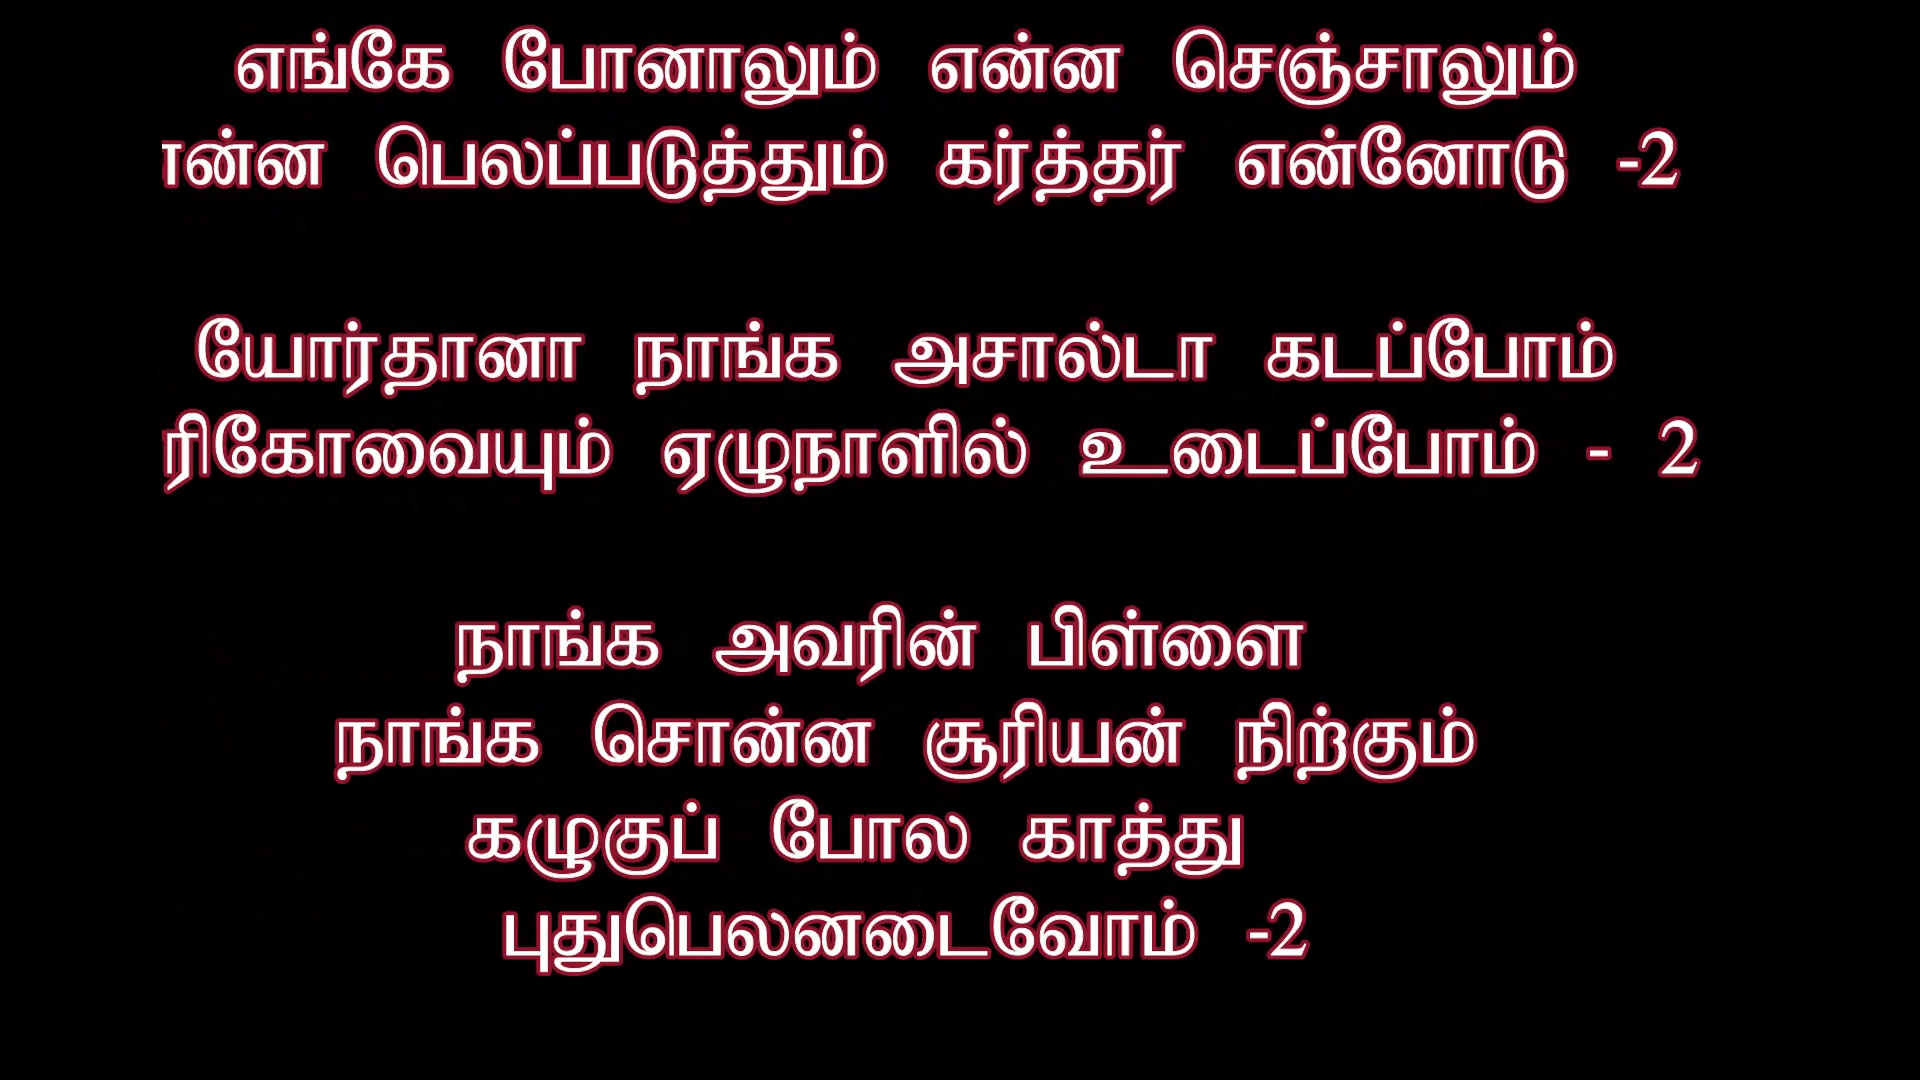 எங்கே போனாலும் என்ன செஞ்சாலும்
பெலப்படுத்தும் கர்த்தர் என்னோடு -2
யோர்தானா நாங்க அசால்டா கடப்போம்
ரிகோவையும் ஏழுநாளில் உடைப்போம் - 2
நாங்க அவரின் பிள்ளை
நாங்க சொன்ன சூரியன் நிற்கும்
கழுகுப் போல காத்து
புதுபெலனடைவோம் -2